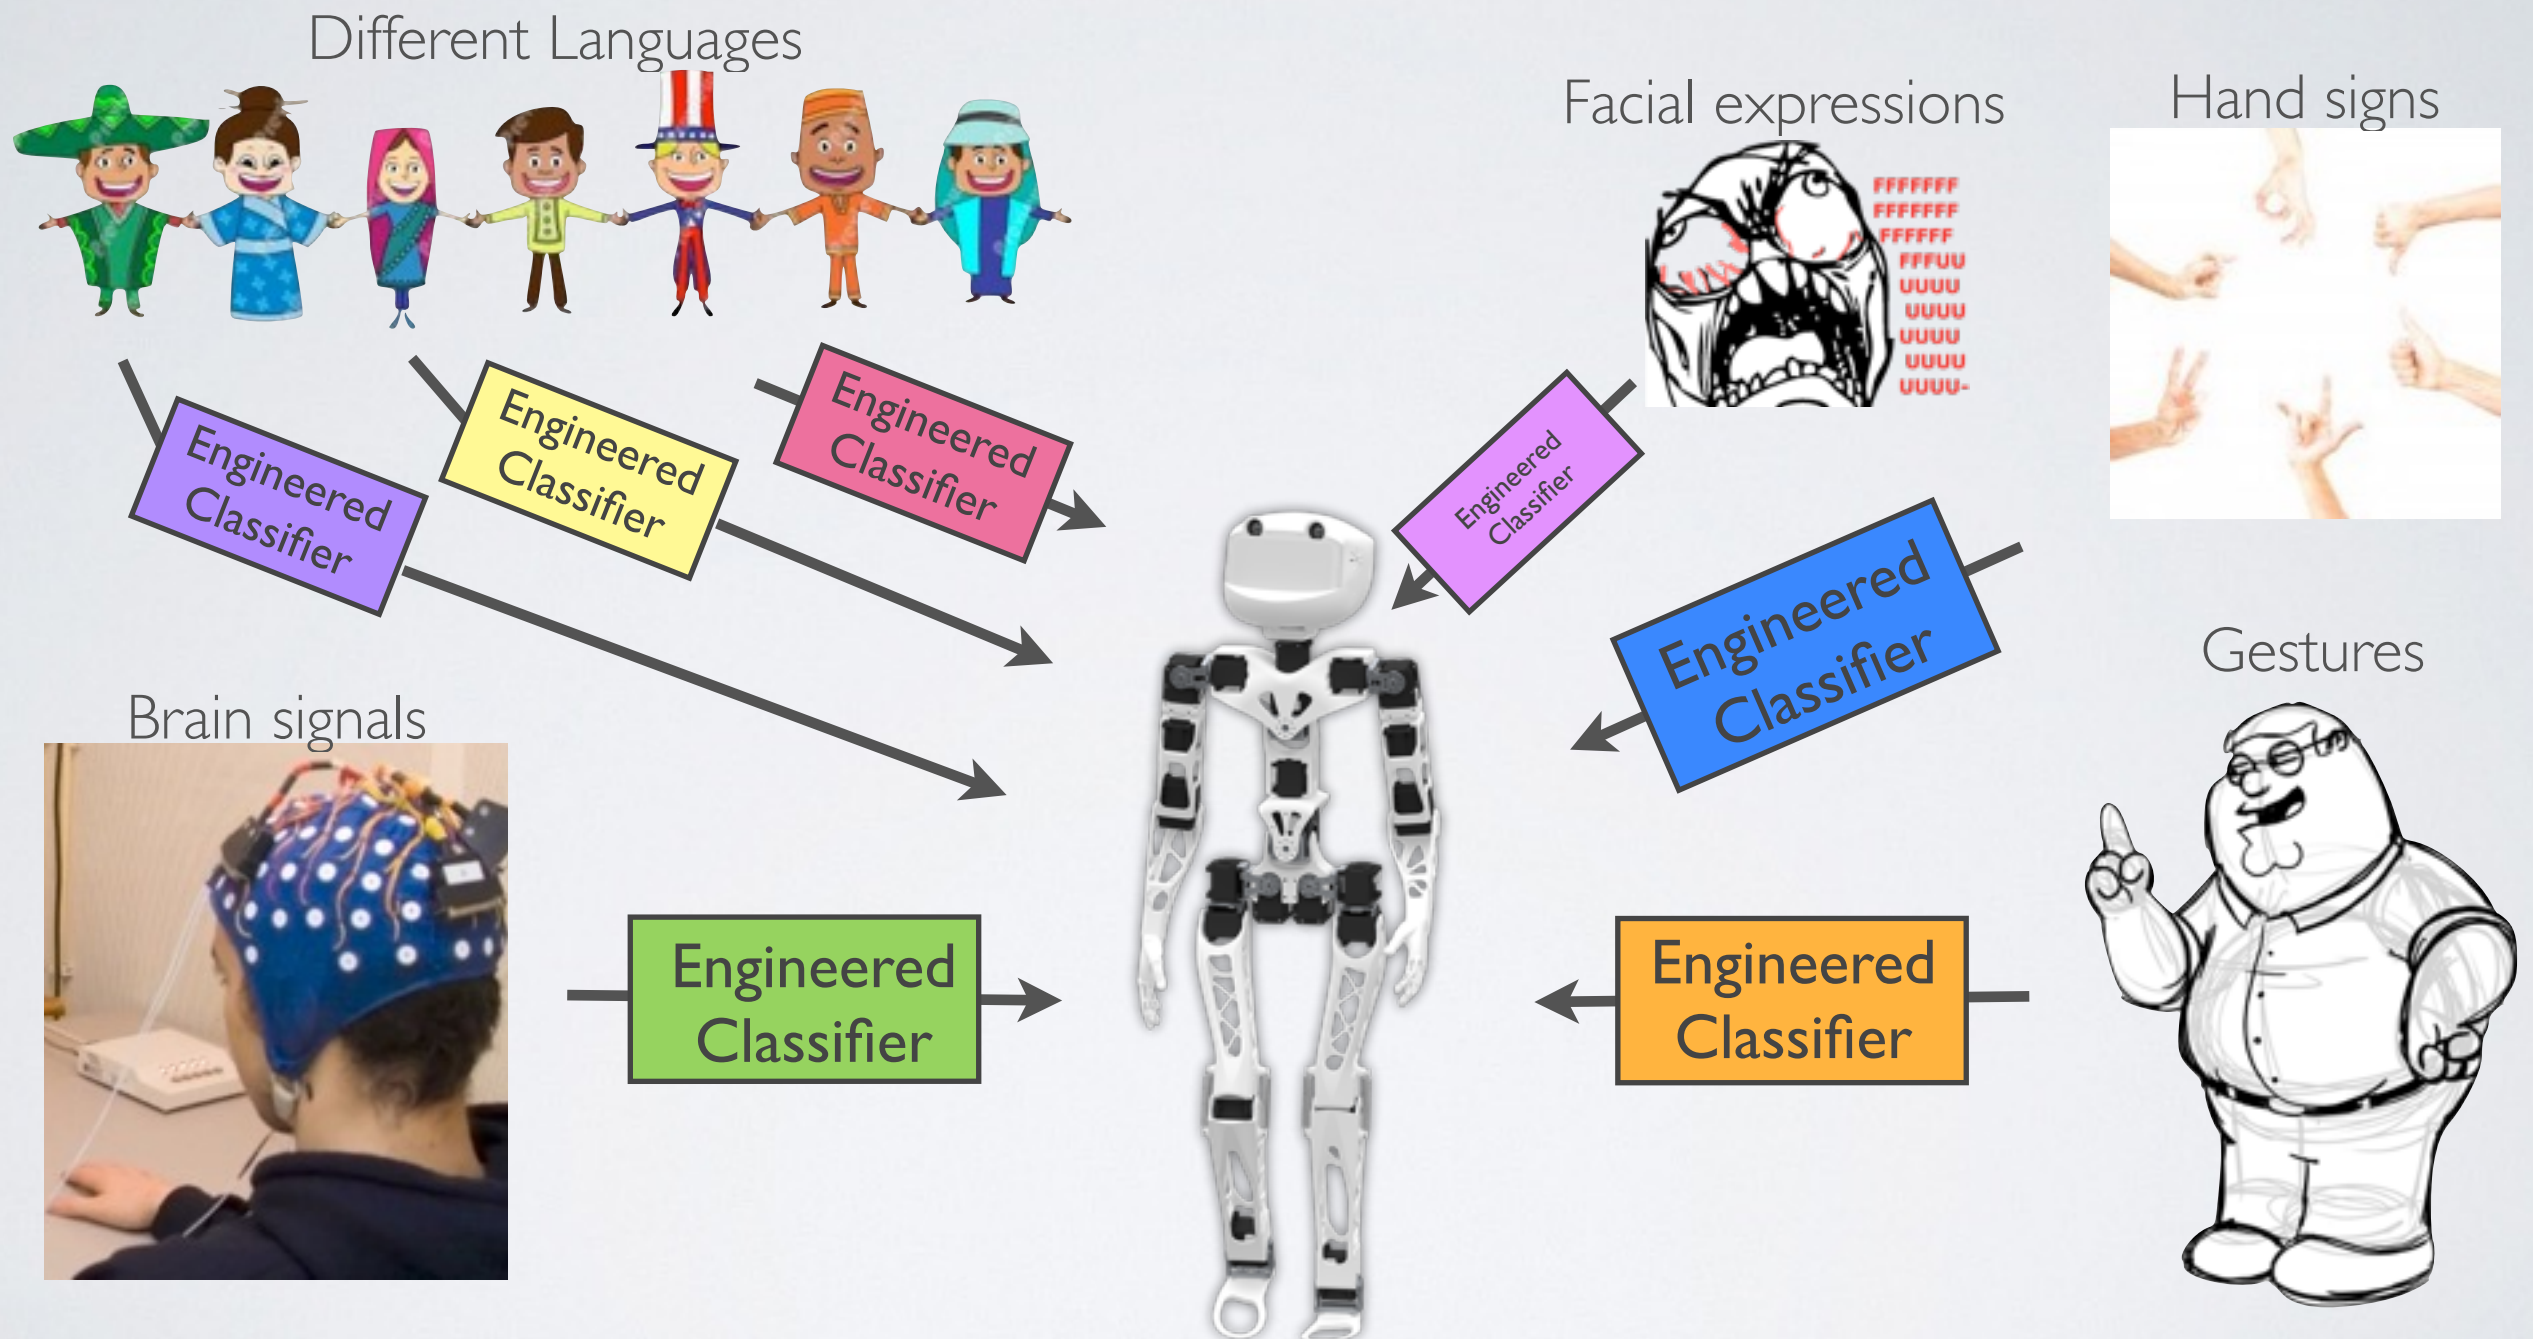 Different Languages
Facial expressions
Hand signs
FFFFFFF
FFFFFFF
FFFFFF
FFFUU
UUUU
UUUU
UUUU
UUUU
UUUU-
Engineered
Classifier
Engineered
Classifier
Engineered
Classifier
Engineered
Classifier
Engineered
Classifier
Gestures
Brain signals
Engineered
Classifier
Engineered
Classifier